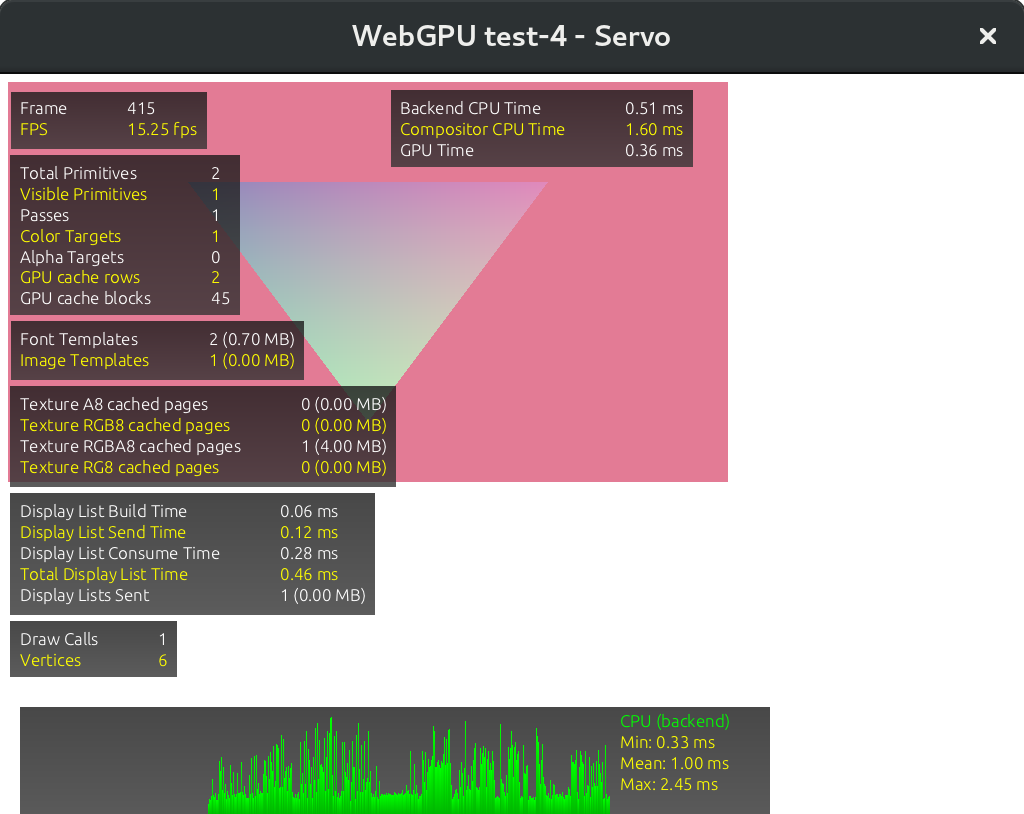 WebGPU test-4 - Servo
Frame 415
FPS 15.25 fps
Backend CPU Time 0.51 ms
Compositor CPU Time 1.60 ms
GPU Time 0.36 ms
Total Primitives 2
Visible Primitives 1
Passes 1
Color Targets 1
Alpha Targets 0
GPU cache rows 2
GPU cache blocks 45
Font Templates 2 (0.70 MB)
Image Templates 1 (0.00 MB)
Texture A8 cached pages 0 (0.00 MB)
Texture RGB8 cached pages 0 (0.00 MB)
Texture RGBA8 cached pages 1 (4.00 MB)
Texture RG8 cached pages 0 (0.00 MB)
Display List Build Time 0.06 ms
Display List Send Time 0.12 ms
Display List Consume Time 0.28 ms
Total Display List Time 0.46 ms
Display Lists Sent 1 (0.00 MB)
Draw Calls 1
Vertices 6
CPU (backend)
Min: 0.33 ms
Mean: 1.00 ms
Max: 2.45 ms